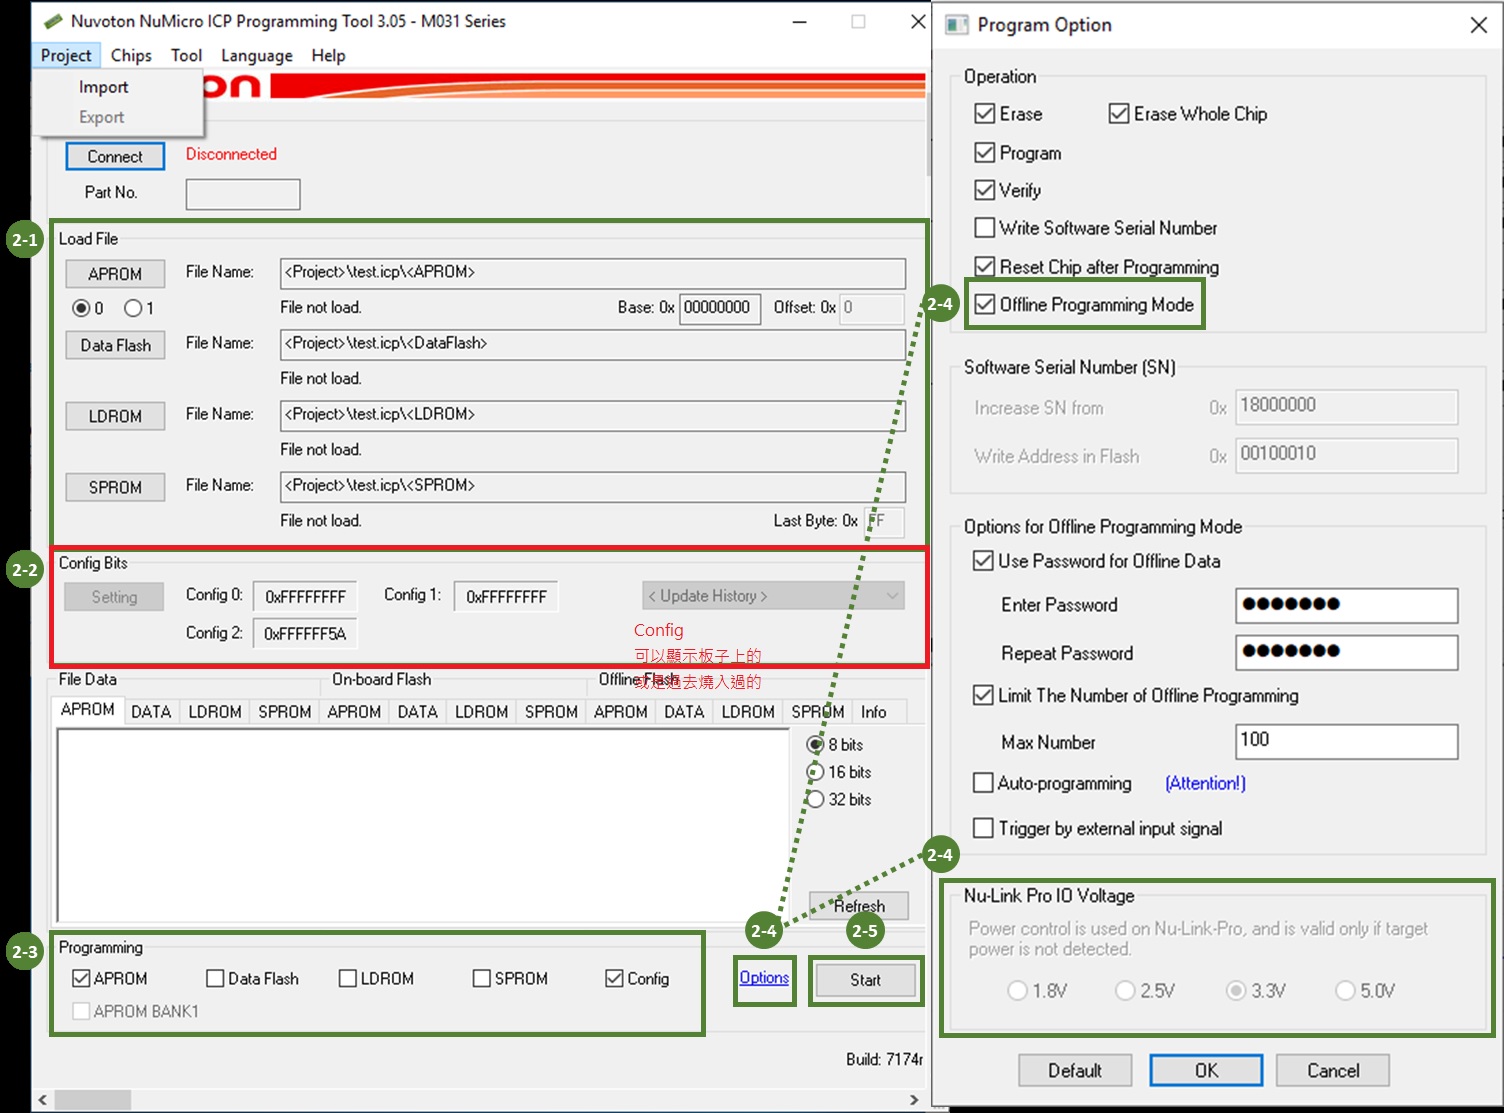 Nuvoton NuMicro ICP Programming Tool 3.05 - M031 Series
Project Chips Tool Language Help
Import
Export
on
Connect Disconnected
Part No.
2-1
Load File
APROM File Name: <Project>\test.icp\<APROM>
0 1 File not load. Base: 0x 00000000 Offset: 0x 0
Data Flash File Name: <Project>\test.icp\<DataFlash>
File not load.
LDROM File Name: <Project>\test.icp\<LDROM>
File not load.
SPROM File Name: <Project>\test.icp\<SPROM>
File not load. Last Byte: 0x FF
2-2
Config Bits
Setting Config 0: 0xFFFFFFFF Config 1: 0xFFFFFFFF < Update History >
Config 2: 0xFFFFFF5A
Config
可以顯示板子上的
或是過去燒入過的
File Data On-board Flash Offline Flash
APROM DATA LDROM SPROM APROM DATA LDROM SPROM APROM DATA LDROM SPROM Info
8 bits
16 bits
32 bits
Refresh
2-4 2-5
2-3
Programming
APROM Data Flash LDROM SPROM Config
APROM BANK1
Options Start
Build: 7174r
Program Option
Operation
Erase Erase Whole Chip
Program
Verify
Write Software Serial Number
Reset Chip after Programming
2-4
Offline Programming Mode
Software Serial Number (SN)
Increase SN from 0x 18000000
Write Address in Flash 0x 00100010
Options for Offline Programming Mode
Use Password for Offline Data
Enter Password ●●●●●●●
Repeat Password ●●●●●●●
Limit The Number of Offline Programming
Max Number 100
Auto-programming (Attention!)
Trigger by external input signal
2-4
Nu-Link Pro IO Voltage
Power control is used on Nu-Link-Pro, and is valid only if target
power is not detected.
1.8V 2.5V 3.3V 5.0V
Default OK Cancel